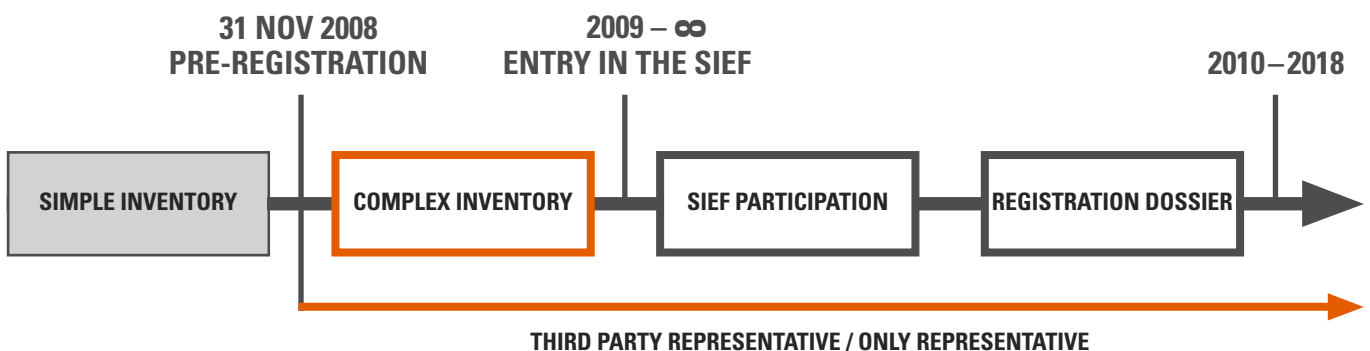 31 NOV 2008
PRE-REGISTRATION
2009 – ∞
ENTRY IN THE SIEF
2010–2018
SIMPLE INVENTORY
COMPLEX INVENTORY
SIEF PARTICIPATION
REGISTRATION DOSSIER
THIRD PARTY REPRESENTATIVE / ONLY REPRESENTATIVE